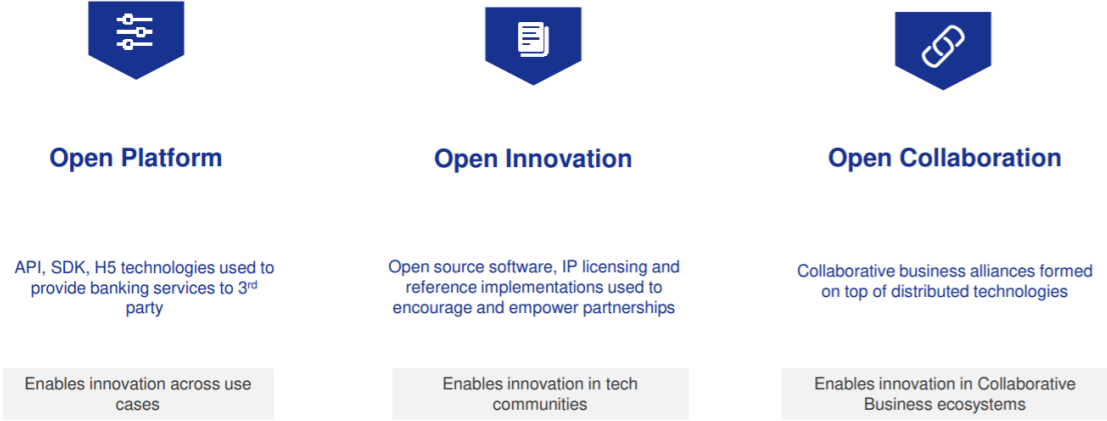 Open Platform
API, SDK, H5 technologies used to
provide banking services to 3rd
party
Enables innovation across use
cases
Open Innovation
Open source software, IP licensing and
reference implementations used to
encourage and empower partnerships
Enables innovation in tech
communities
Open Collaboration
Collaborative business alliances formed
on top of distributed technologies
Enables innovation in Collaborative
Business ecosystems